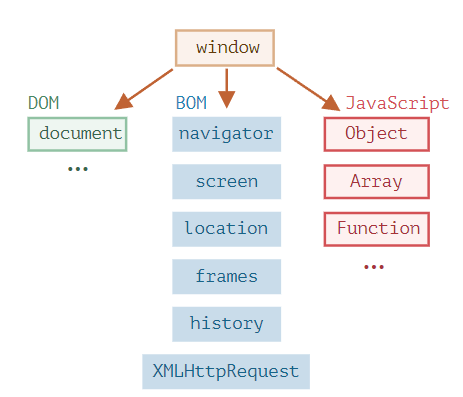 window
DOM
document
...
BOM
navigator
screen
location
frames
history
XMLHttpRequest
JavaScript
Object
Array
Function
...